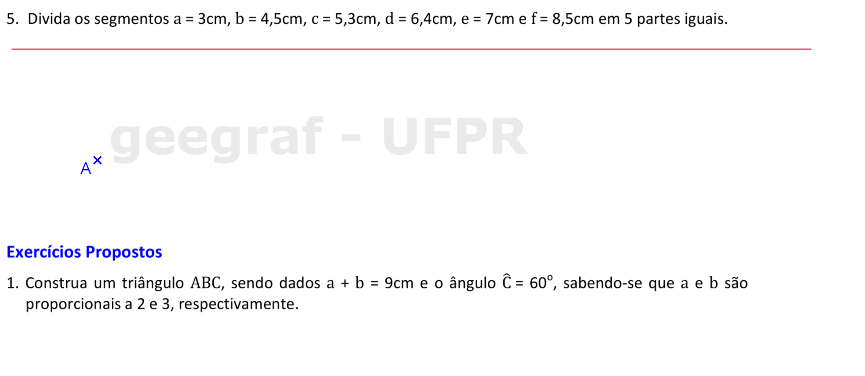 5. Divida os segmentos a = 3cm, b = 4,5cm, c = 5,3cm, d = 6,4cm, e = 7cm e f = 8,5cm em 5 partes iguais.
geegraf - UFPR
A×
Exercícios Propostos
1. Construa um triângulo ABC, sendo dados a + b = 9cm e o ângulo Ĉ = 60º, sabendo-se que a e b são
proporcionais a 2 e 3, respectivamente.